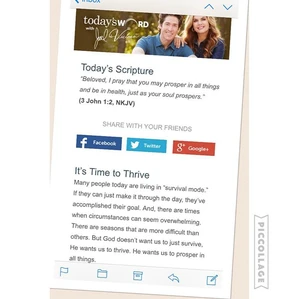 Inbox
today'sWORD
with Joel & Victoria
Today's Scripture
"Beloved, I pray that you may prosper in all things
and be in health, just as your soul prospers."
(3 John 1:2, NKJV)
SHARE WITH YOUR FRIENDS
Facebook
Twitter
Google+
It's Time to Thrive
Many people today are living in "survival mode."
If they can just make it through the day, they've
accomplished their goal. And, there are times
when circumstances can seem overwhelming.
There are seasons that are more difficult than
others. But God doesn't want us to just survive,
He wants us to thrive. He wants us to prosper in
all things.
PICCOLLAGE